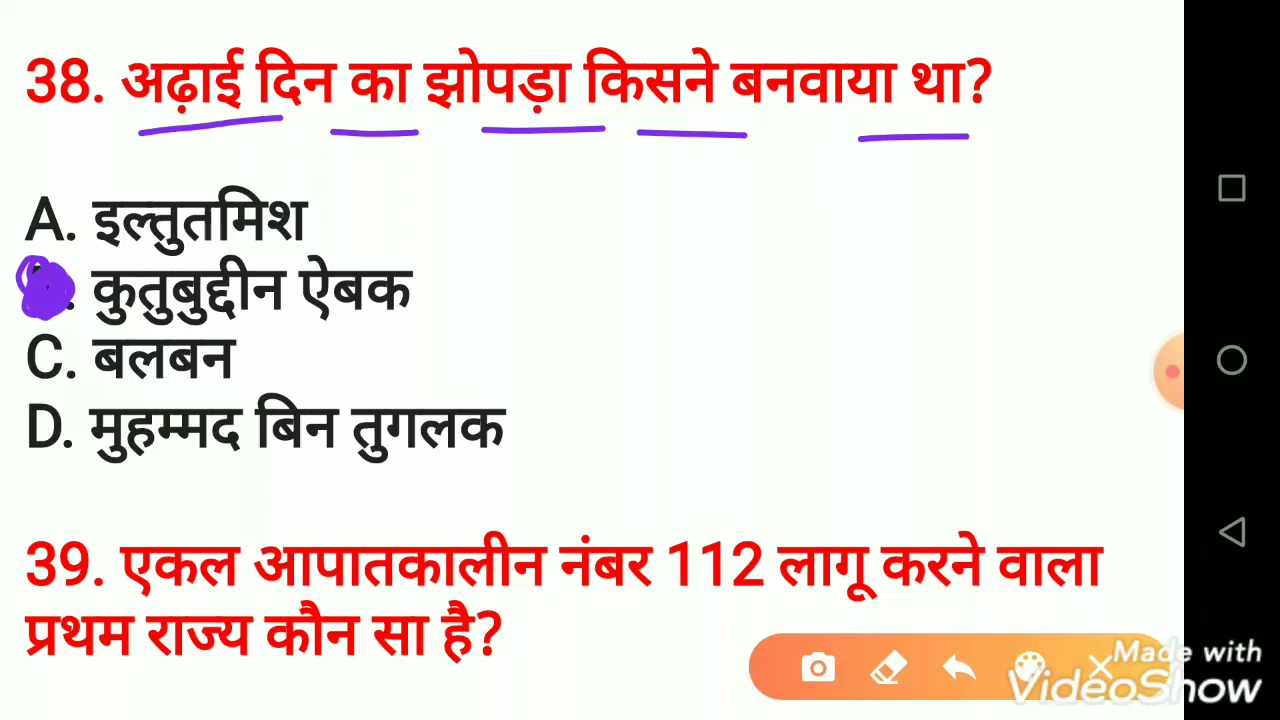 38. अढ़ाई दिन का झोपड़ा किसने बनवाया था?
A. इल्तुतमिश
कुतुबुद्दीन ऐबक
C. बलबन
D. मुहम्मद बिन तुगलक
39. एकल आपातकालीन नंबर 112 लागू करने वाला
प्रथम राज्य कौन सा है?
Made with
VideoShow